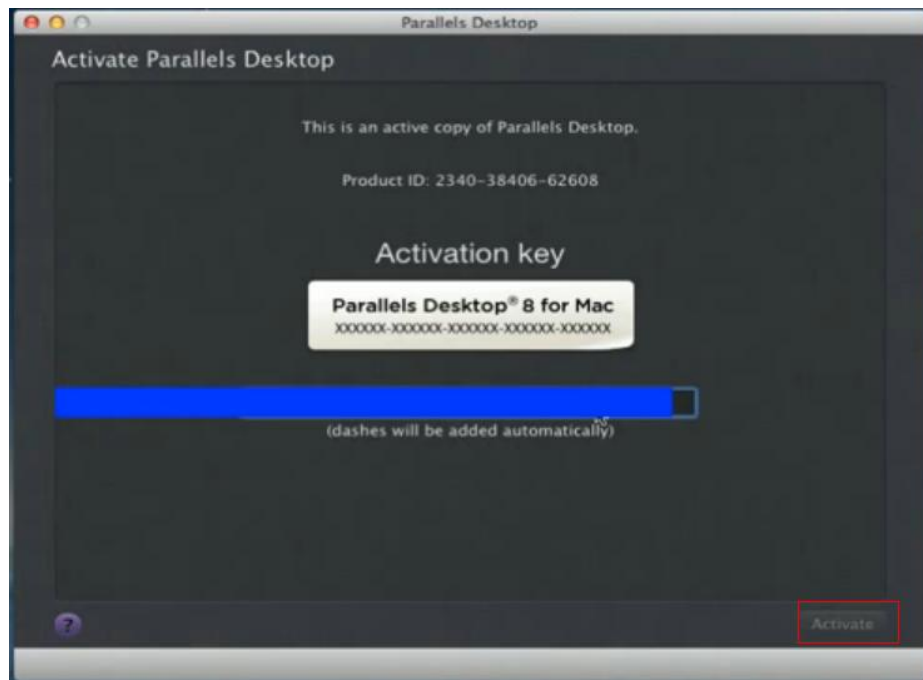 Parallels Desktop
Activate Parallels Desktop
This is an active copy of Parallels Desktop.
Product ID: 2340-38406-62608
Activation key
Parallels Desktop® 8 for Mac
XXXXXX-XXXXXX-XXXXXX-XXXXXX-XXXXXX
(dashes will be added automatically)
?
Activate